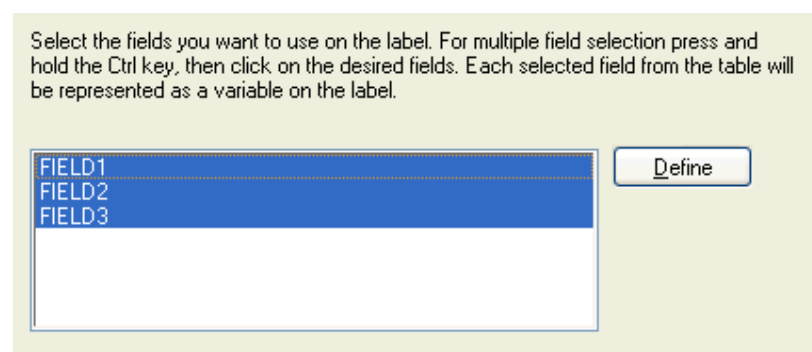 Select the fields you want to use on the label. For multiple field selection press and
hold the Ctrl key, then click on the desired fields. Each selected field from the table will
be represented as a variable on the label.
FIELD1
Define
FIELD2
FIELD3